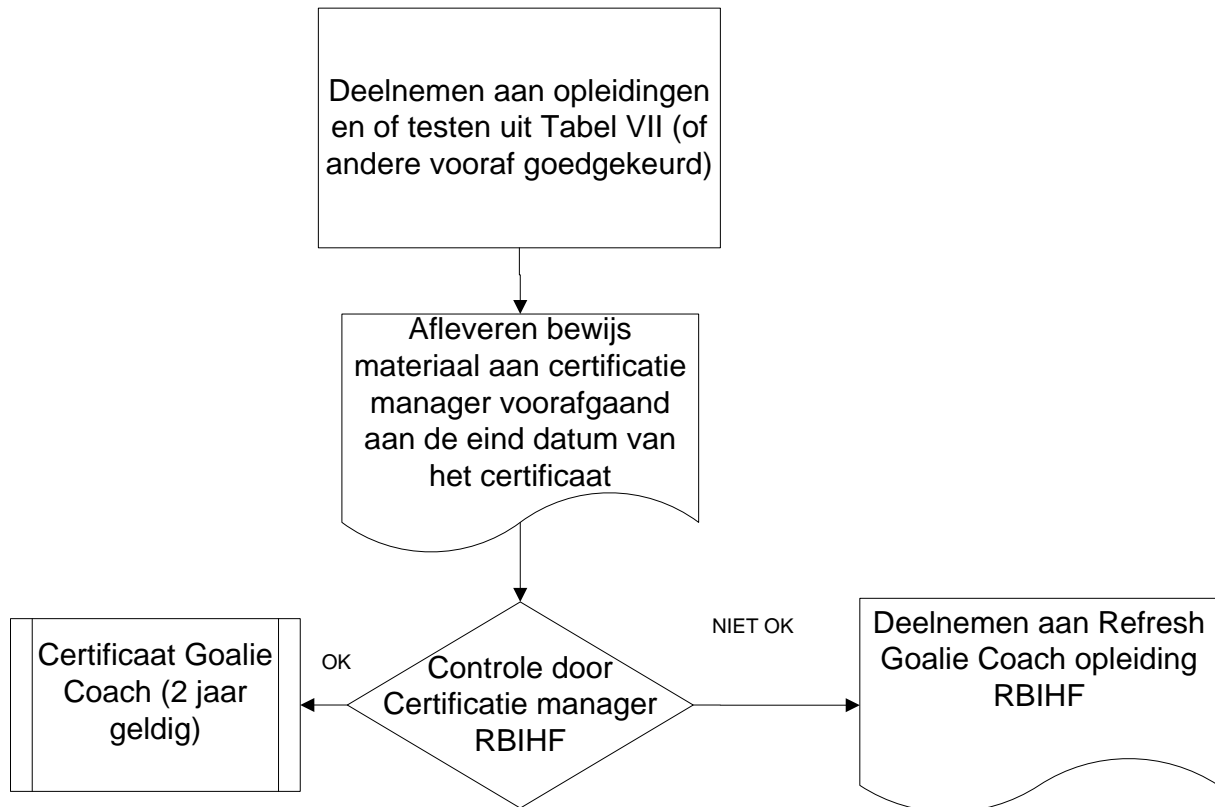 Deelnemen aan opleidingen
en of testen uit Tabel VII (of
andere vooraf goedgekeurd)
Afleveren bewijs
materiaal aan certificatie
manager voorafgaand
aan de eind datum van
het certificaat
Certificaat Goalie
Coach (2 jaar
geldig)
OK
Controle door
Certificatie manager
RBIHF
NIET OK
Deelnemen aan Refresh
Goalie Coach opleiding
RBIHF